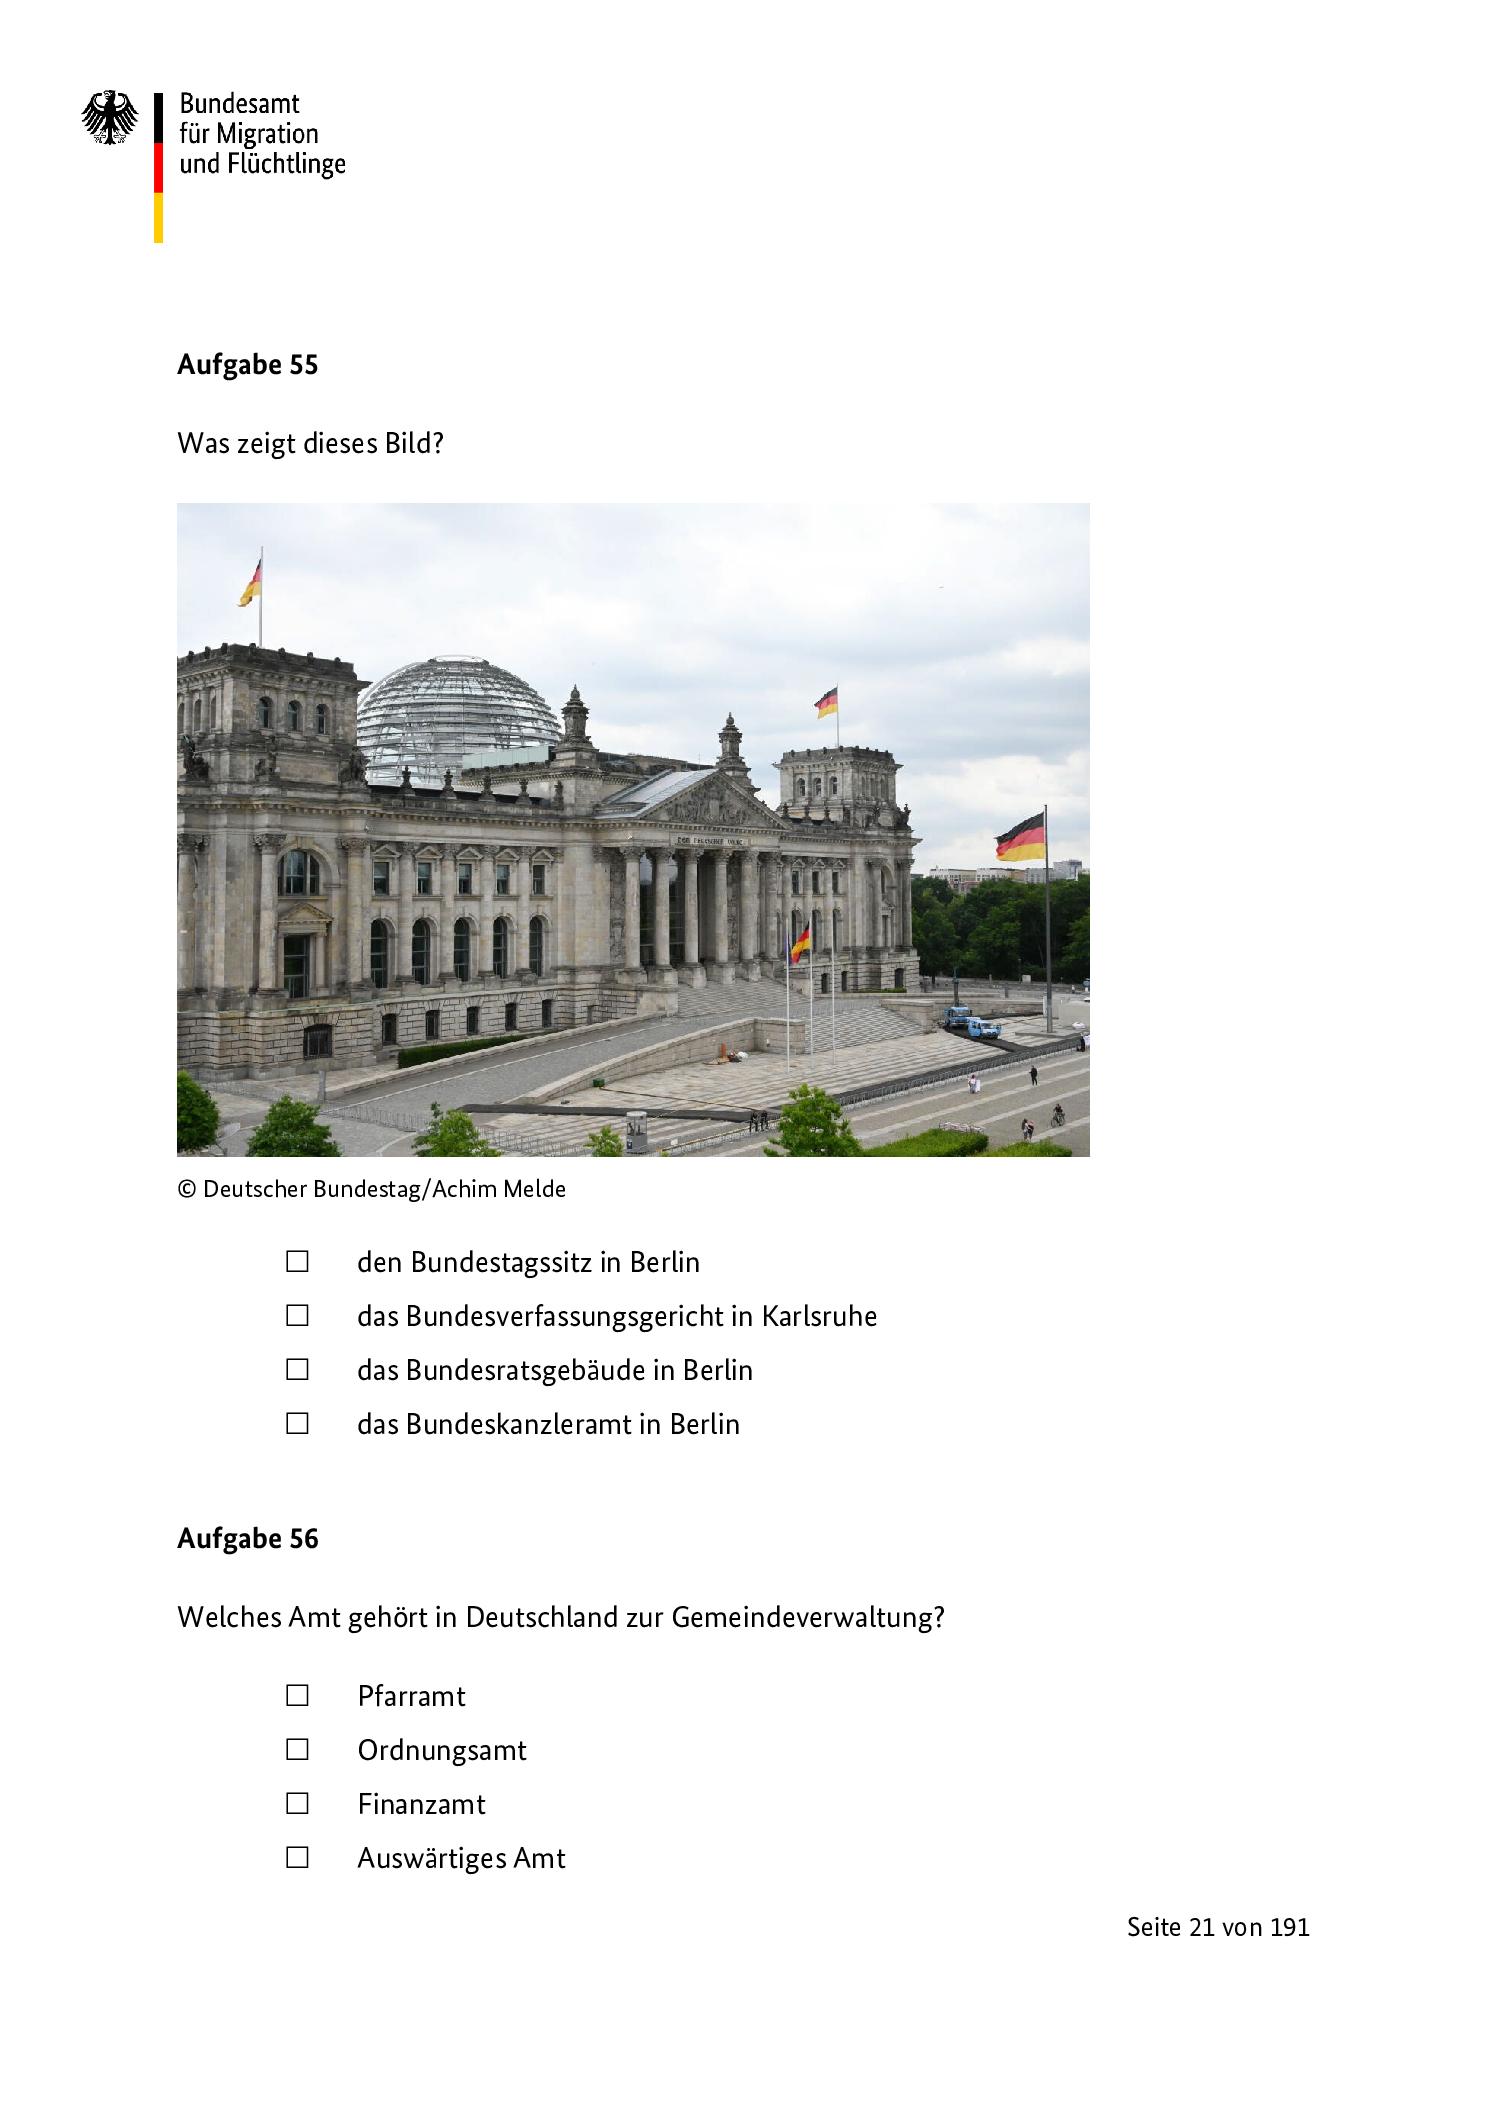 Bundesamt
für Migration
und Flüchtlinge
Aufgabe 55
Was zeigt dieses Bild?
DEM DEUTSCHEN VOLKE
© Deutscher Bundestag/Achim Melde
☐ den Bundestagssitz in Berlin
☐ das Bundesverfassungsgericht in Karlsruhe
☐ das Bundesratsgebäude in Berlin
☐ das Bundeskanzleramt in Berlin
Aufgabe 56
Welches Amt gehört in Deutschland zur Gemeindeverwaltung?
☐ Pfarramt
☐ Ordnungsamt
☐ Finanzamt
☐ Auswärtiges Amt
Seite 21 von 191